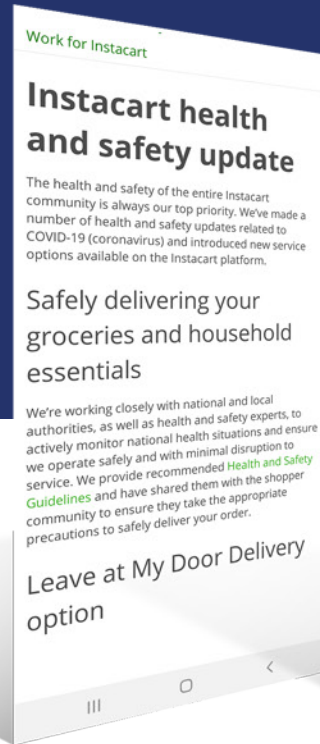 Work for Instacart
Instacart health
and safety update
The health and safety of the entire Instacart
community is always our top priority. We've made a
number of health and safety updates related to
COVID-19 (coronavirus) and introduced new service
options available on the Instacart platform.
Safely delivering your
groceries and household
essentials
We're working closely with national and local
authorities, as well as health and safety experts, to
actively monitor national health situations and ensure
we operate safely and with minimal disruption to
service. We provide recommended Health and Safety
Guidelines and have shared them with the shopper
community to ensure they take the appropriate
precautions to safely deliver your order.
Leave at My Door Delivery
option